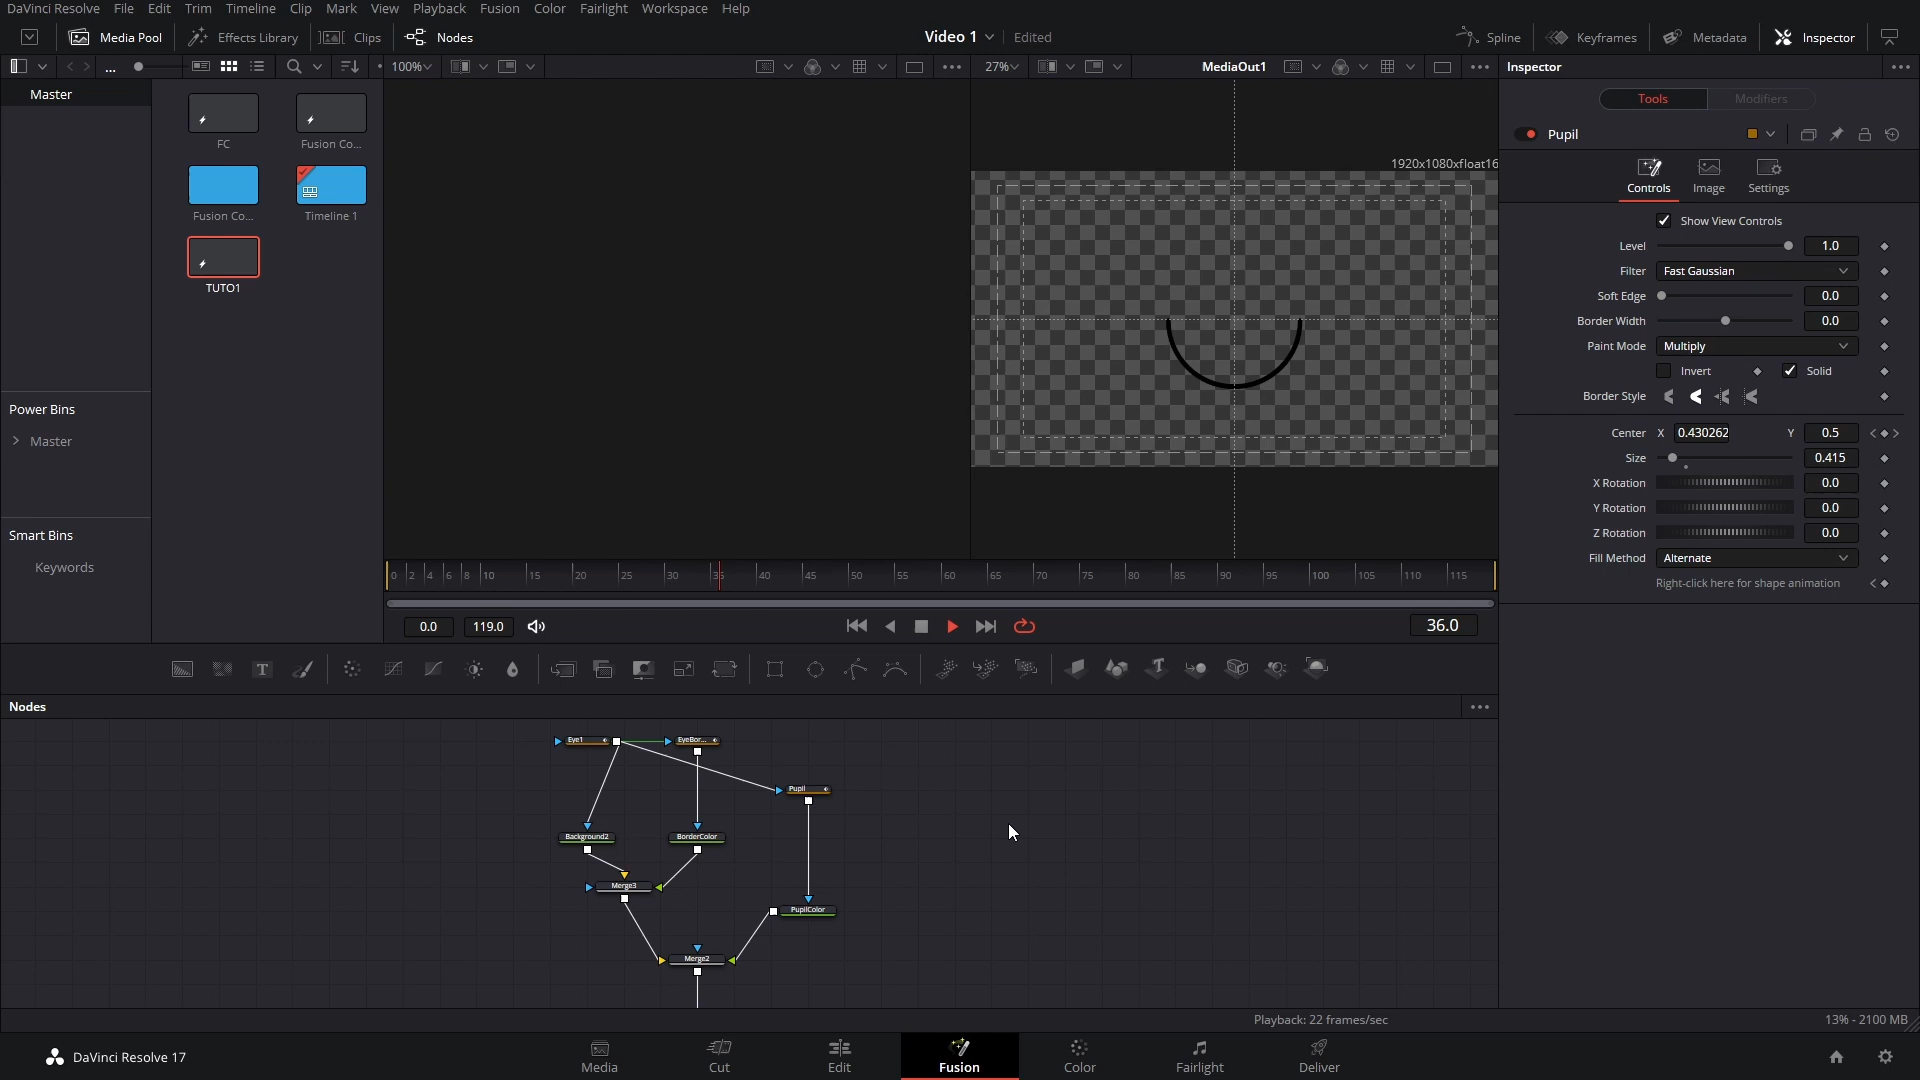 DaVinci Resolve File Edit Trim Timeline Clip Mark View Playback Fusion Color Fairlight Workspace Help
Media Pool Effects Library Clips Nodes Video 1 Edited Spline Keyframes Metadata Inspector
... 100% 27% MediaOut1 Inspector
Master
FC
Fusion Co...
Fusion Co...
Timeline 1
TUTO1
Power Bins
Master
Smart Bins
Keywords
1920x1080xfloat16
0 2 4 6 8 10 15 20 25 30 35 40 45 50 55 60 65 70 75 80 85 90 95 100 105 110 115
0.0 119.0 36.0
Tools Modifiers
Pupil
Controls Image Settings
Show View Controls
Level 1.0
Filter Fast Gaussian
Soft Edge 0.0
Border Width 0.0
Paint Mode Multiply
Invert Solid
Border Style
Center X 0.430262 Y 0.5
Size 0.415
X Rotation 0.0
Y Rotation 0.0
Z Rotation 0.0
Fill Method Alternate
Right-click here for shape animation
T
Nodes
Eye1 EyeBor...
Pupil
Background2 BorderColor
Merge3
PupilColor
Merge2
Playback: 22 frames/sec 13% - 2100 MB
DaVinci Resolve 17
Media Cut Edit Fusion Color Fairlight Deliver